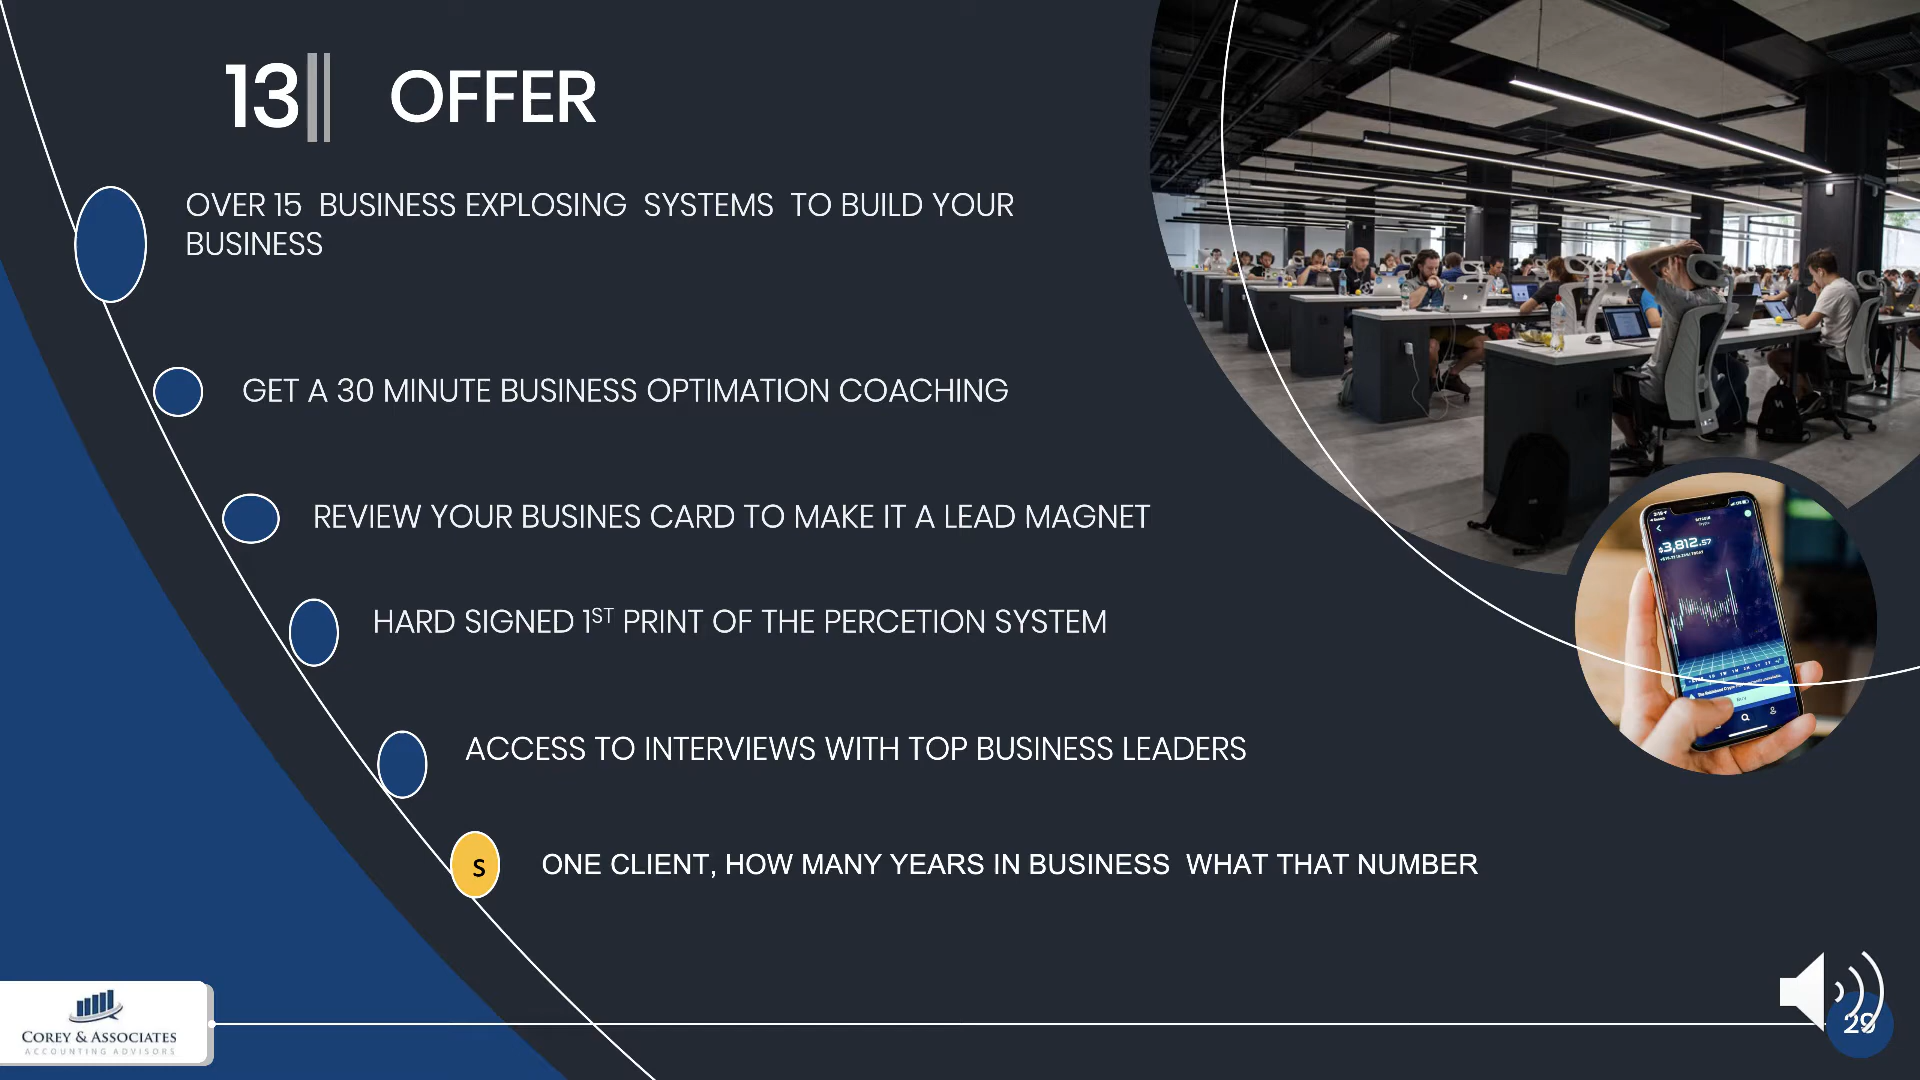 13 OFFER
OVER 15 BUSINESS EXPLOSING SYSTEMS TO BUILD YOUR
BUSINESS
GET A 30 MINUTE BUSINESS OPTIMATION COACHING
REVIEW YOUR BUSINES CARD TO MAKE IT A LEAD MAGNET
HARD SIGNED 1ST PRINT OF THE PERCETION SYSTEM
$3,812.57
Buy
ACCESS TO INTERVIEWS WITH TOP BUSINESS LEADERS
S ONE CLIENT, HOW MANY YEARS IN BUSINESS WHAT THAT NUMBER
COREY & ASSOCIATES
ACCOUNTING ADVISORS
29